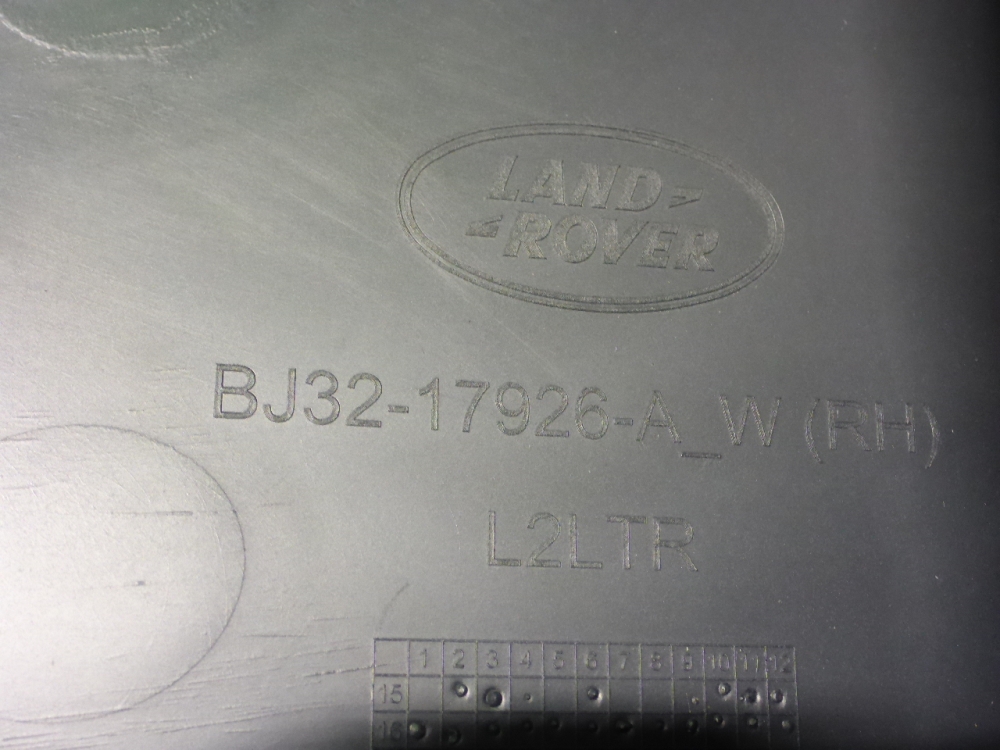 LAND
ROVER
BJ32-17926-A_W (RH)
L2LTR
1 2 3 4 5 6 7 8 9 10 11 12
15
16